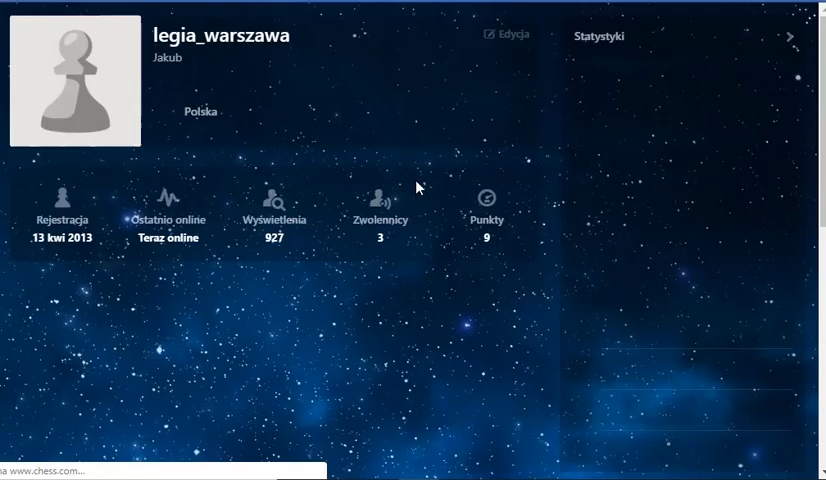 legia_warszawa
Edycja
Jakub
Polska
Statystyki
Rejestracja
13 kwi 2013
Ostatnio online
Teraz online
Wyświetlenia
927
Zwolennicy
3
Punkty
9
na www.chess.com...